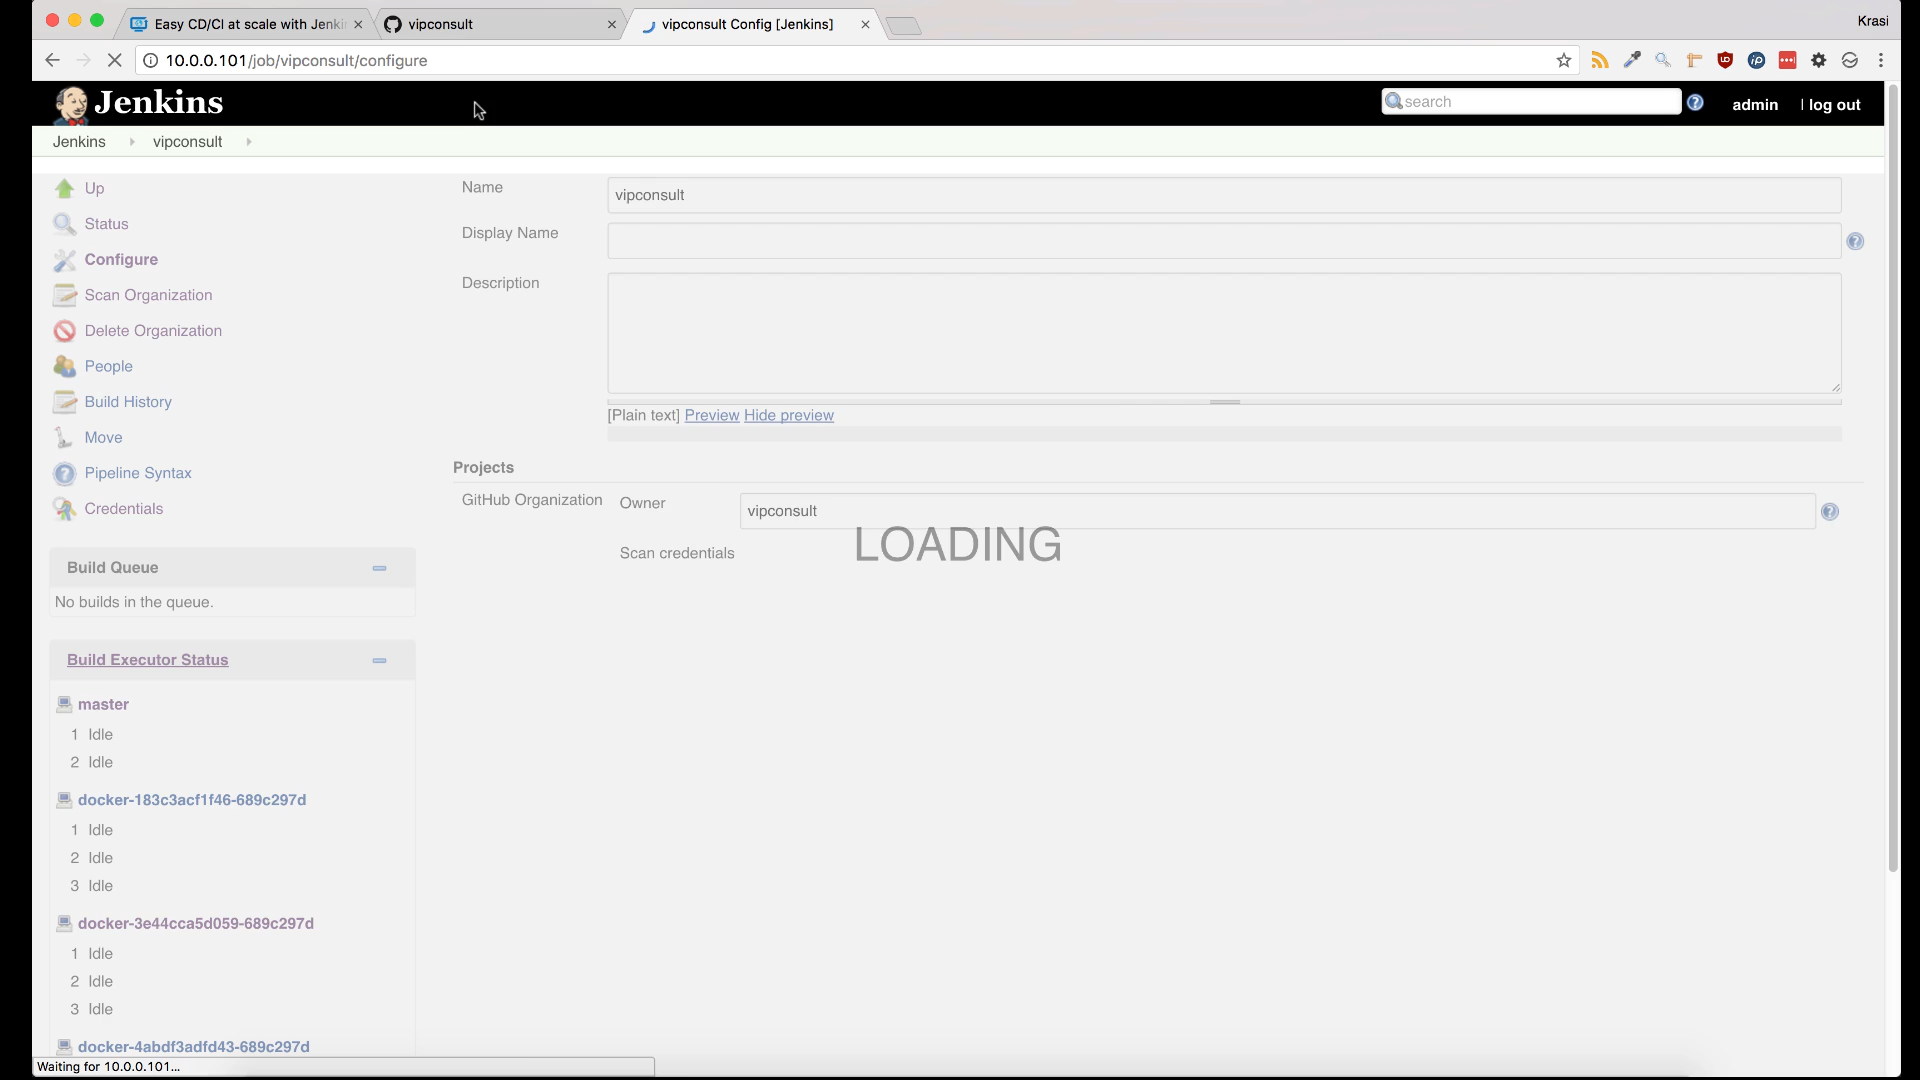 Easy CD/CI at scale with Jenki
vipconsult
vipconsult Config [Jenkins]
Krasi
10.0.0.101/job/vipconsult/configure
Jenkins
search
admin
| log out
Jenkins
vipconsult
Up
Status
Configure
Scan Organization
Delete Organization
People
Build History
Move
Pipeline Syntax
Credentials
Build Queue
No builds in the queue.
Build Executor Status
master
1 Idle
2 Idle
docker-183c3acf1f46-689c297d
1 Idle
2 Idle
3 Idle
docker-3e44cca5d059-689c297d
1 Idle
2 Idle
3 Idle
docker-4abdf3adfd43-689c297d
Name
vipconsult
Display Name
Description
[Plain text] Preview Hide preview
Projects
GitHub Organization
Owner
vipconsult
Scan credentials
LOADING
Waiting for 10.0.0.101...